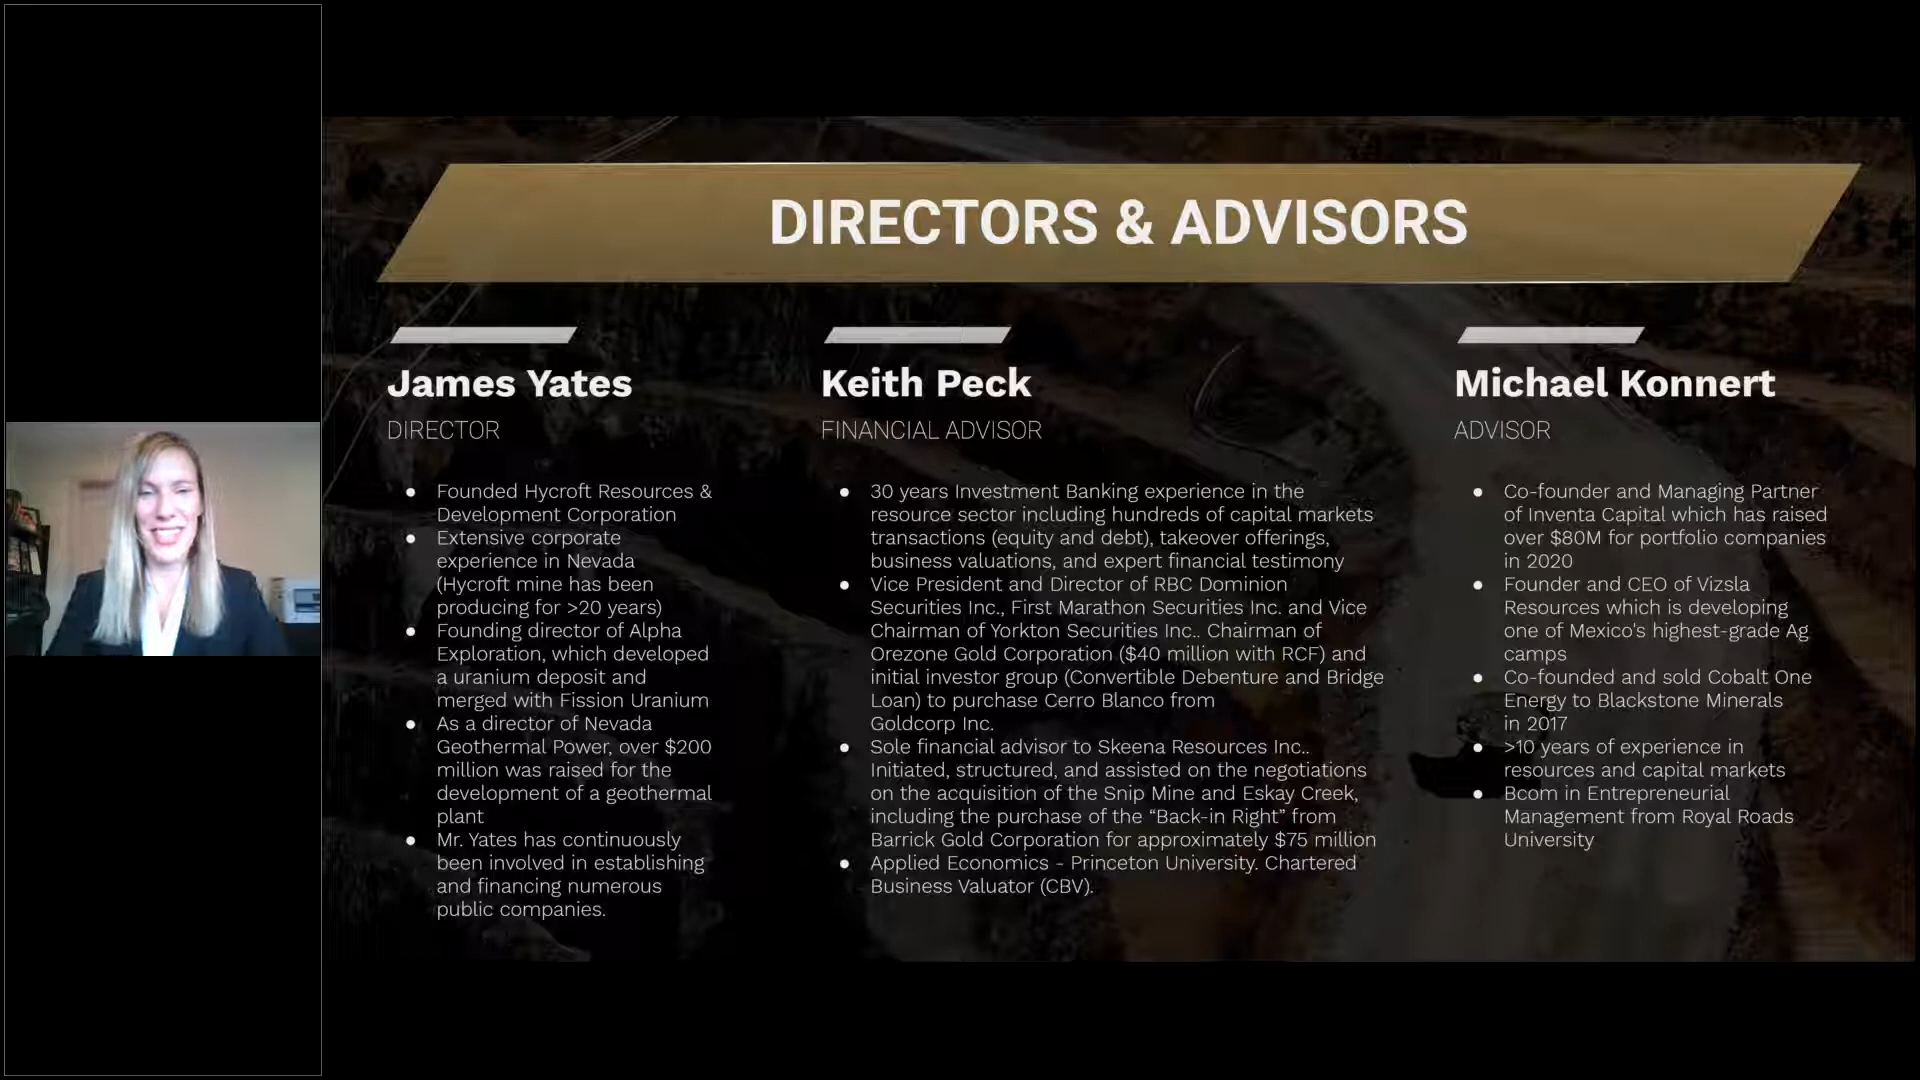 DIRECTORS & ADVISORS
James Yates
DIRECTOR
● Founded Hycroft Resources &
Development Corporation
● Extensive corporate
experience in Nevada
(Hycroft mine has been
producing for >20 years)
● Founding director of Alpha
Exploration, which developed
a uranium deposit and
merged with Fission Uranium
● As a director of Nevada
Geothermal Power, over $200
million was raised for the
development of a geothermal
plant
● Mr. Yates has continuously
been involved in establishing
and financing numerous
public companies.
Keith Peck
FINANCIAL ADVISOR
● 30 years Investment Banking experience in the
resource sector including hundreds of capital markets
transactions (equity and debt), takeover offerings,
business valuations, and expert financial testimony
● Vice President and Director of RBC Dominion
Securities Inc., First Marathon Securities Inc. and Vice
Chairman of Yorkton Securities Inc.. Chairman of
Orezone Gold Corporation ($40 million with RCF) and
initial investor group (Convertible Debenture and Bridge
Loan) to purchase Cerro Blanco from
Goldcorp Inc.
● Sole financial advisor to Skeena Resources Inc..
Initiated, structured, and assisted on the negotiations
on the acquisition of the Snip Mine and Eskay Creek,
including the purchase of the “Back-in Right” from
Barrick Gold Corporation for approximately $75 million
● Applied Economics - Princeton University. Chartered
Business Valuator (CBV).
Michael Konnert
ADVISOR
● Co-founder and Managing Partner
of Inventa Capital which has raised
over $80M for portfolio companies
in 2020
● Founder and CEO of Vizsla
Resources which is developing
one of Mexico's highest-grade Ag
camps
● Co-founded and sold Cobalt One
Energy to Blackstone Minerals
in 2017
● >10 years of experience in
resources and capital markets
● Bcom in Entrepreneurial
Management from Royal Roads
University